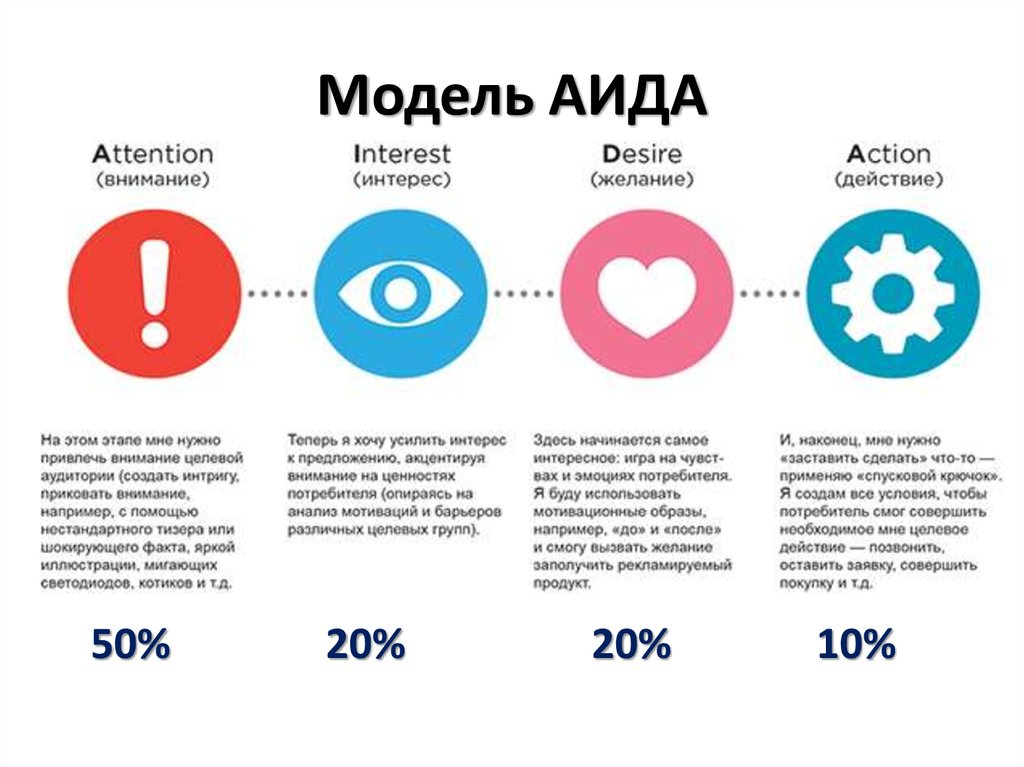 Модель АИДА
Attention
(внимание)
Interest
(интерес)
Desire
(желание)
Action
(действие)
На этом этапе мне нужно
привлечь внимание целевой
аудитории (создать интригу,
приковать внимание,
например, с помощью
нестандартного тизера или
шокирующего факта, яркой
иллюстрации, мигающих
светодиодов, котиков и т.д.
Теперь я хочу усилить интерес
к предложению, акцентируя
внимание на ценностях
потребителя (опираясь на
анализ мотиваций и барьеров
различных целевых групп).
Здесь начинается самое
интересное: игра на чувст-
вах и эмоциях потребителя.
Я буду использовать
мотивационные образы,
например, «до» и «после»
и смогу вызвать желание
заполучить рекламируемый
продукт.
И, наконец, мне нужно
«заставить сделать» что-то —
применяю «спусковой крючок».
Я создам все условия, чтобы
потребитель смог совершить
необходимое мне целевое
действие — позвонить,
оставить заявку, совершить
покупку и т.д.
50%
20%
20%
10%